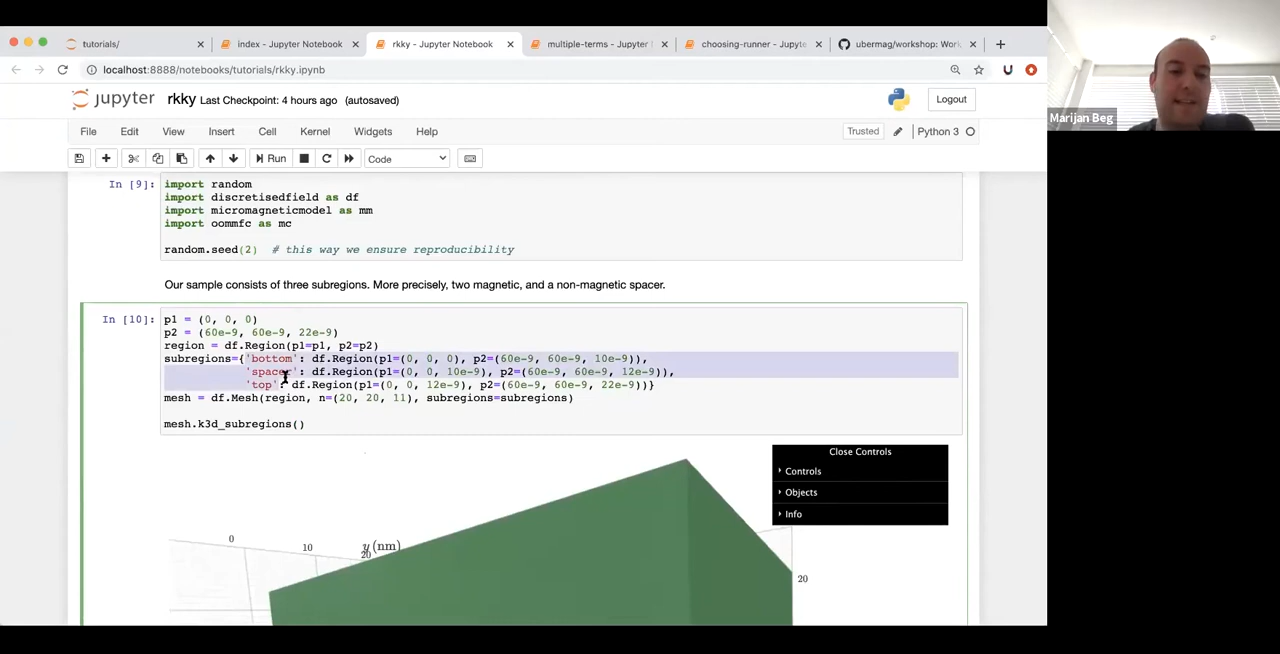 tutorials/
index - Jupyter Notebook
rkky - Jupyter Notebook
multiple-terms - Jupyter
choosing-runner - Jupyte
ubermag/workshop: Work
localhost:8888/notebooks/tutorials/rkky.ipynb
jupyter rkky Last Checkpoint: 4 hours ago (autosaved)
Logout
File Edit View Insert Cell Kernel Widgets Help
Trusted
Python 3
Run
Code
In [9]:
import random
import discretisedfield as df
import micromagneticmodel as mm
import oommfc as mc
random.seed(2)  # this way we ensure reproducibility
Our sample consists of three subregions. More precisely, two magnetic, and a non-magnetic spacer.
In [10]:
p1 = (0, 0, 0)
p2 = (60e-9, 60e-9, 22e-9)
region = df.Region(p1=p1, p2=p2)
subregions={'bottom': df.Region(p1=(0, 0, 0), p2=(60e-9, 60e-9, 10e-9)),
'spacer': df.Region(p1=(0, 0, 10e-9), p2=(60e-9, 60e-9, 12e-9)),
'top': df.Region(p1=(0, 0, 12e-9), p2=(60e-9, 60e-9, 22e-9))}
mesh = df.Mesh(region, n=(20, 20, 11), subregions=subregions)
mesh.k3d_subregions()
Close Controls
Controls
Objects
Info
0
10
y (nm)
20
20
Marijan Beg